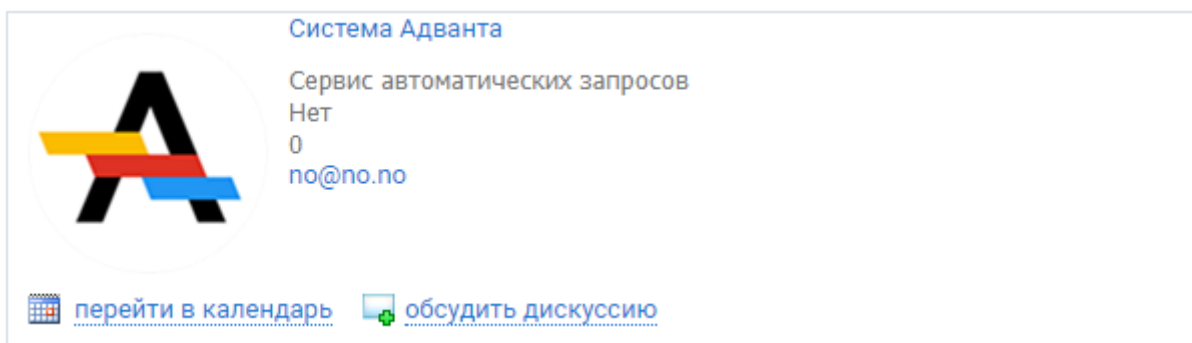 Система Адванта
Сервис автоматических запросов
Нет
0
no@no.no
перейти в календарь обсудить дискуссию